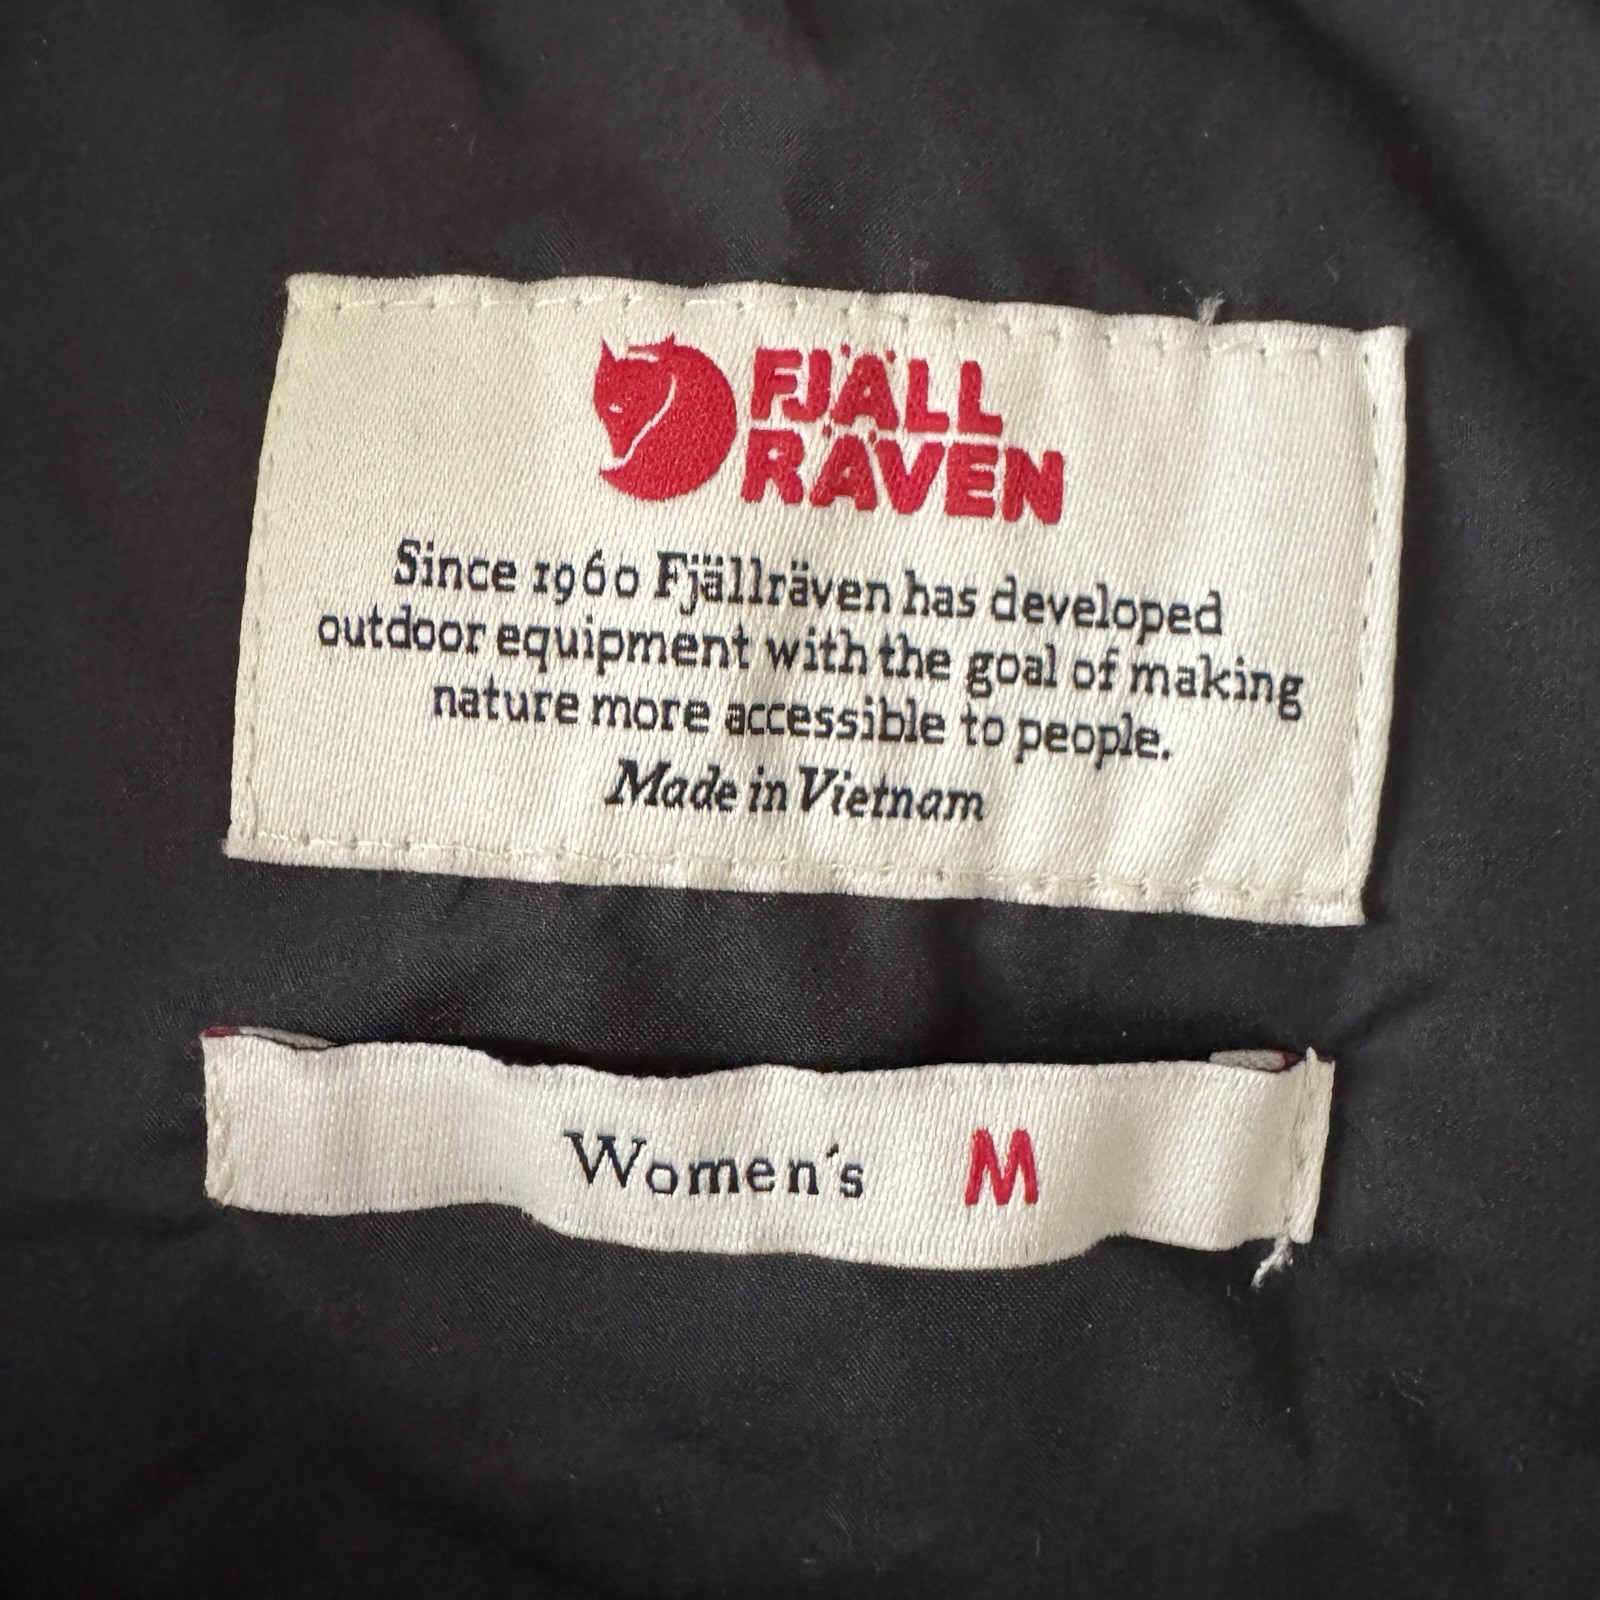 FJÄLL
RÄVEN
Since 1960 Fjällräven has developed
outdoor equipment with the goal of making
nature more accessible to people.
Made in Vietnam
Women's M